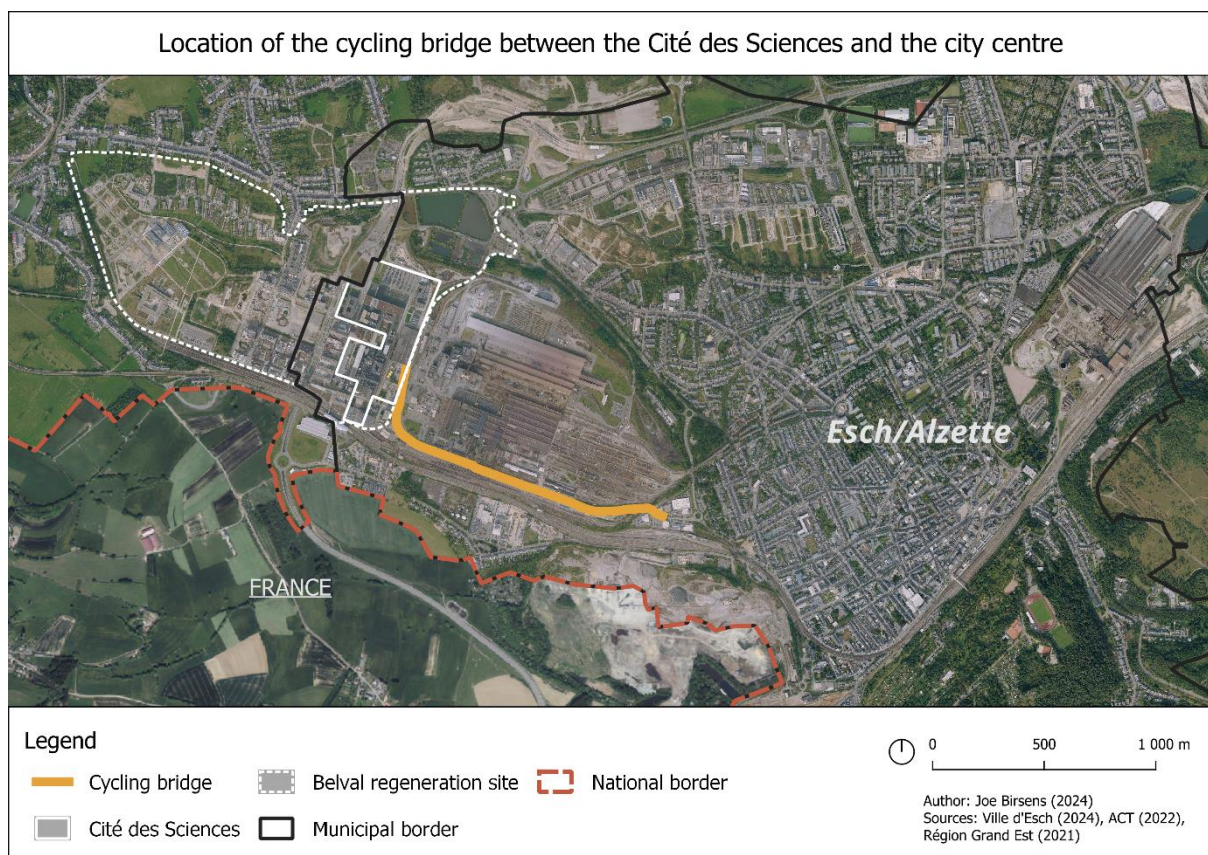 Location of the cycling bridge between the Cité des Sciences and the city centre
Esch/Alzette
FRANCE
Legend
Cycling bridge
Belval regeneration site
National border
Cité des Sciences
Municipal border
0 500 1 000 m
Author: Joe Birsens (2024)
Sources: Ville d'Esch (2024), ACT (2022),
Région Grand Est (2021)